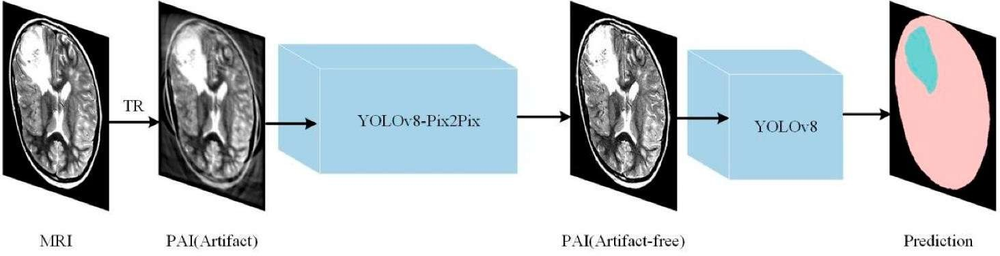 TR
YOLOv8-Pix2Pix
YOLOv8
MRI
PAI(Artifact)
PAI(Artifact-free)
Prediction